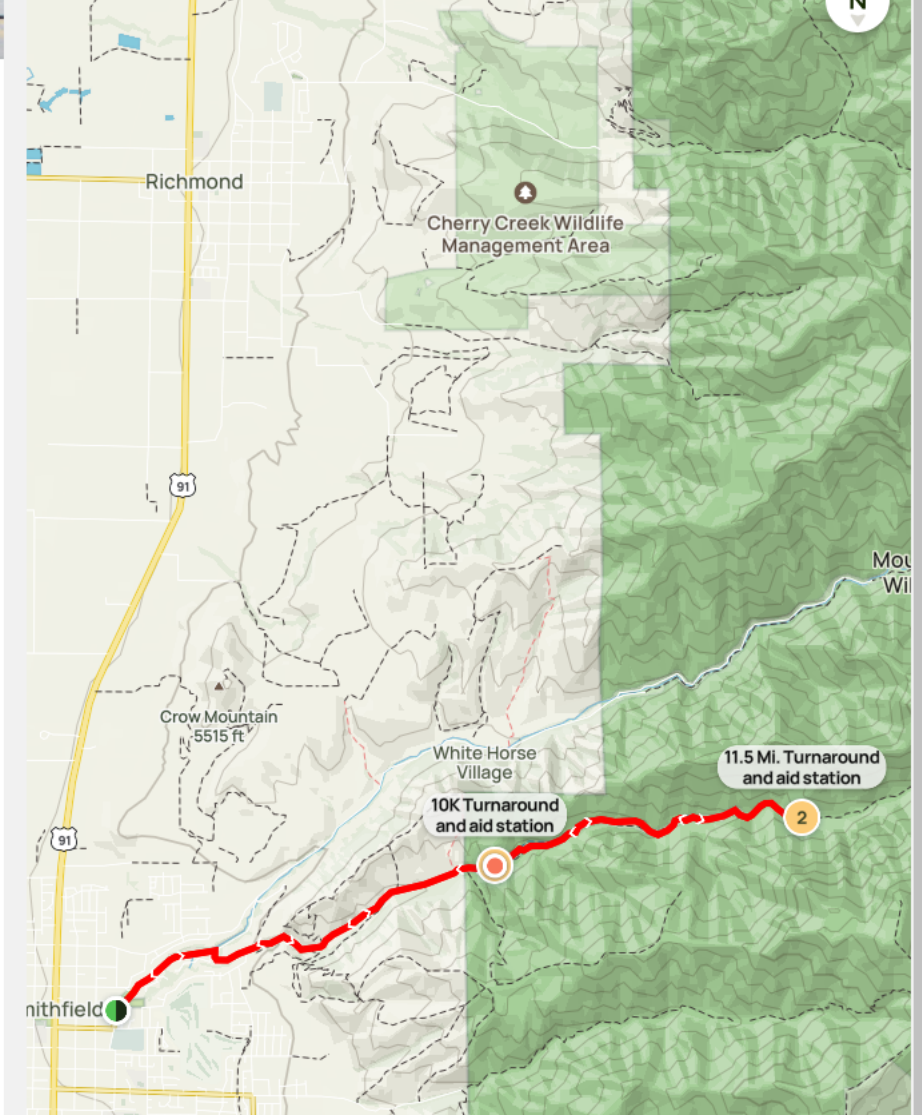 N
Richmond
Cherry Creek Wildlife
Management Area
91
Mou
Wil
Crow Mountain
5515 ft
White Horse
Village
11.5 Mi. Turnaround
and aid station
10K Turnaround
and aid station
2
91
mithfield